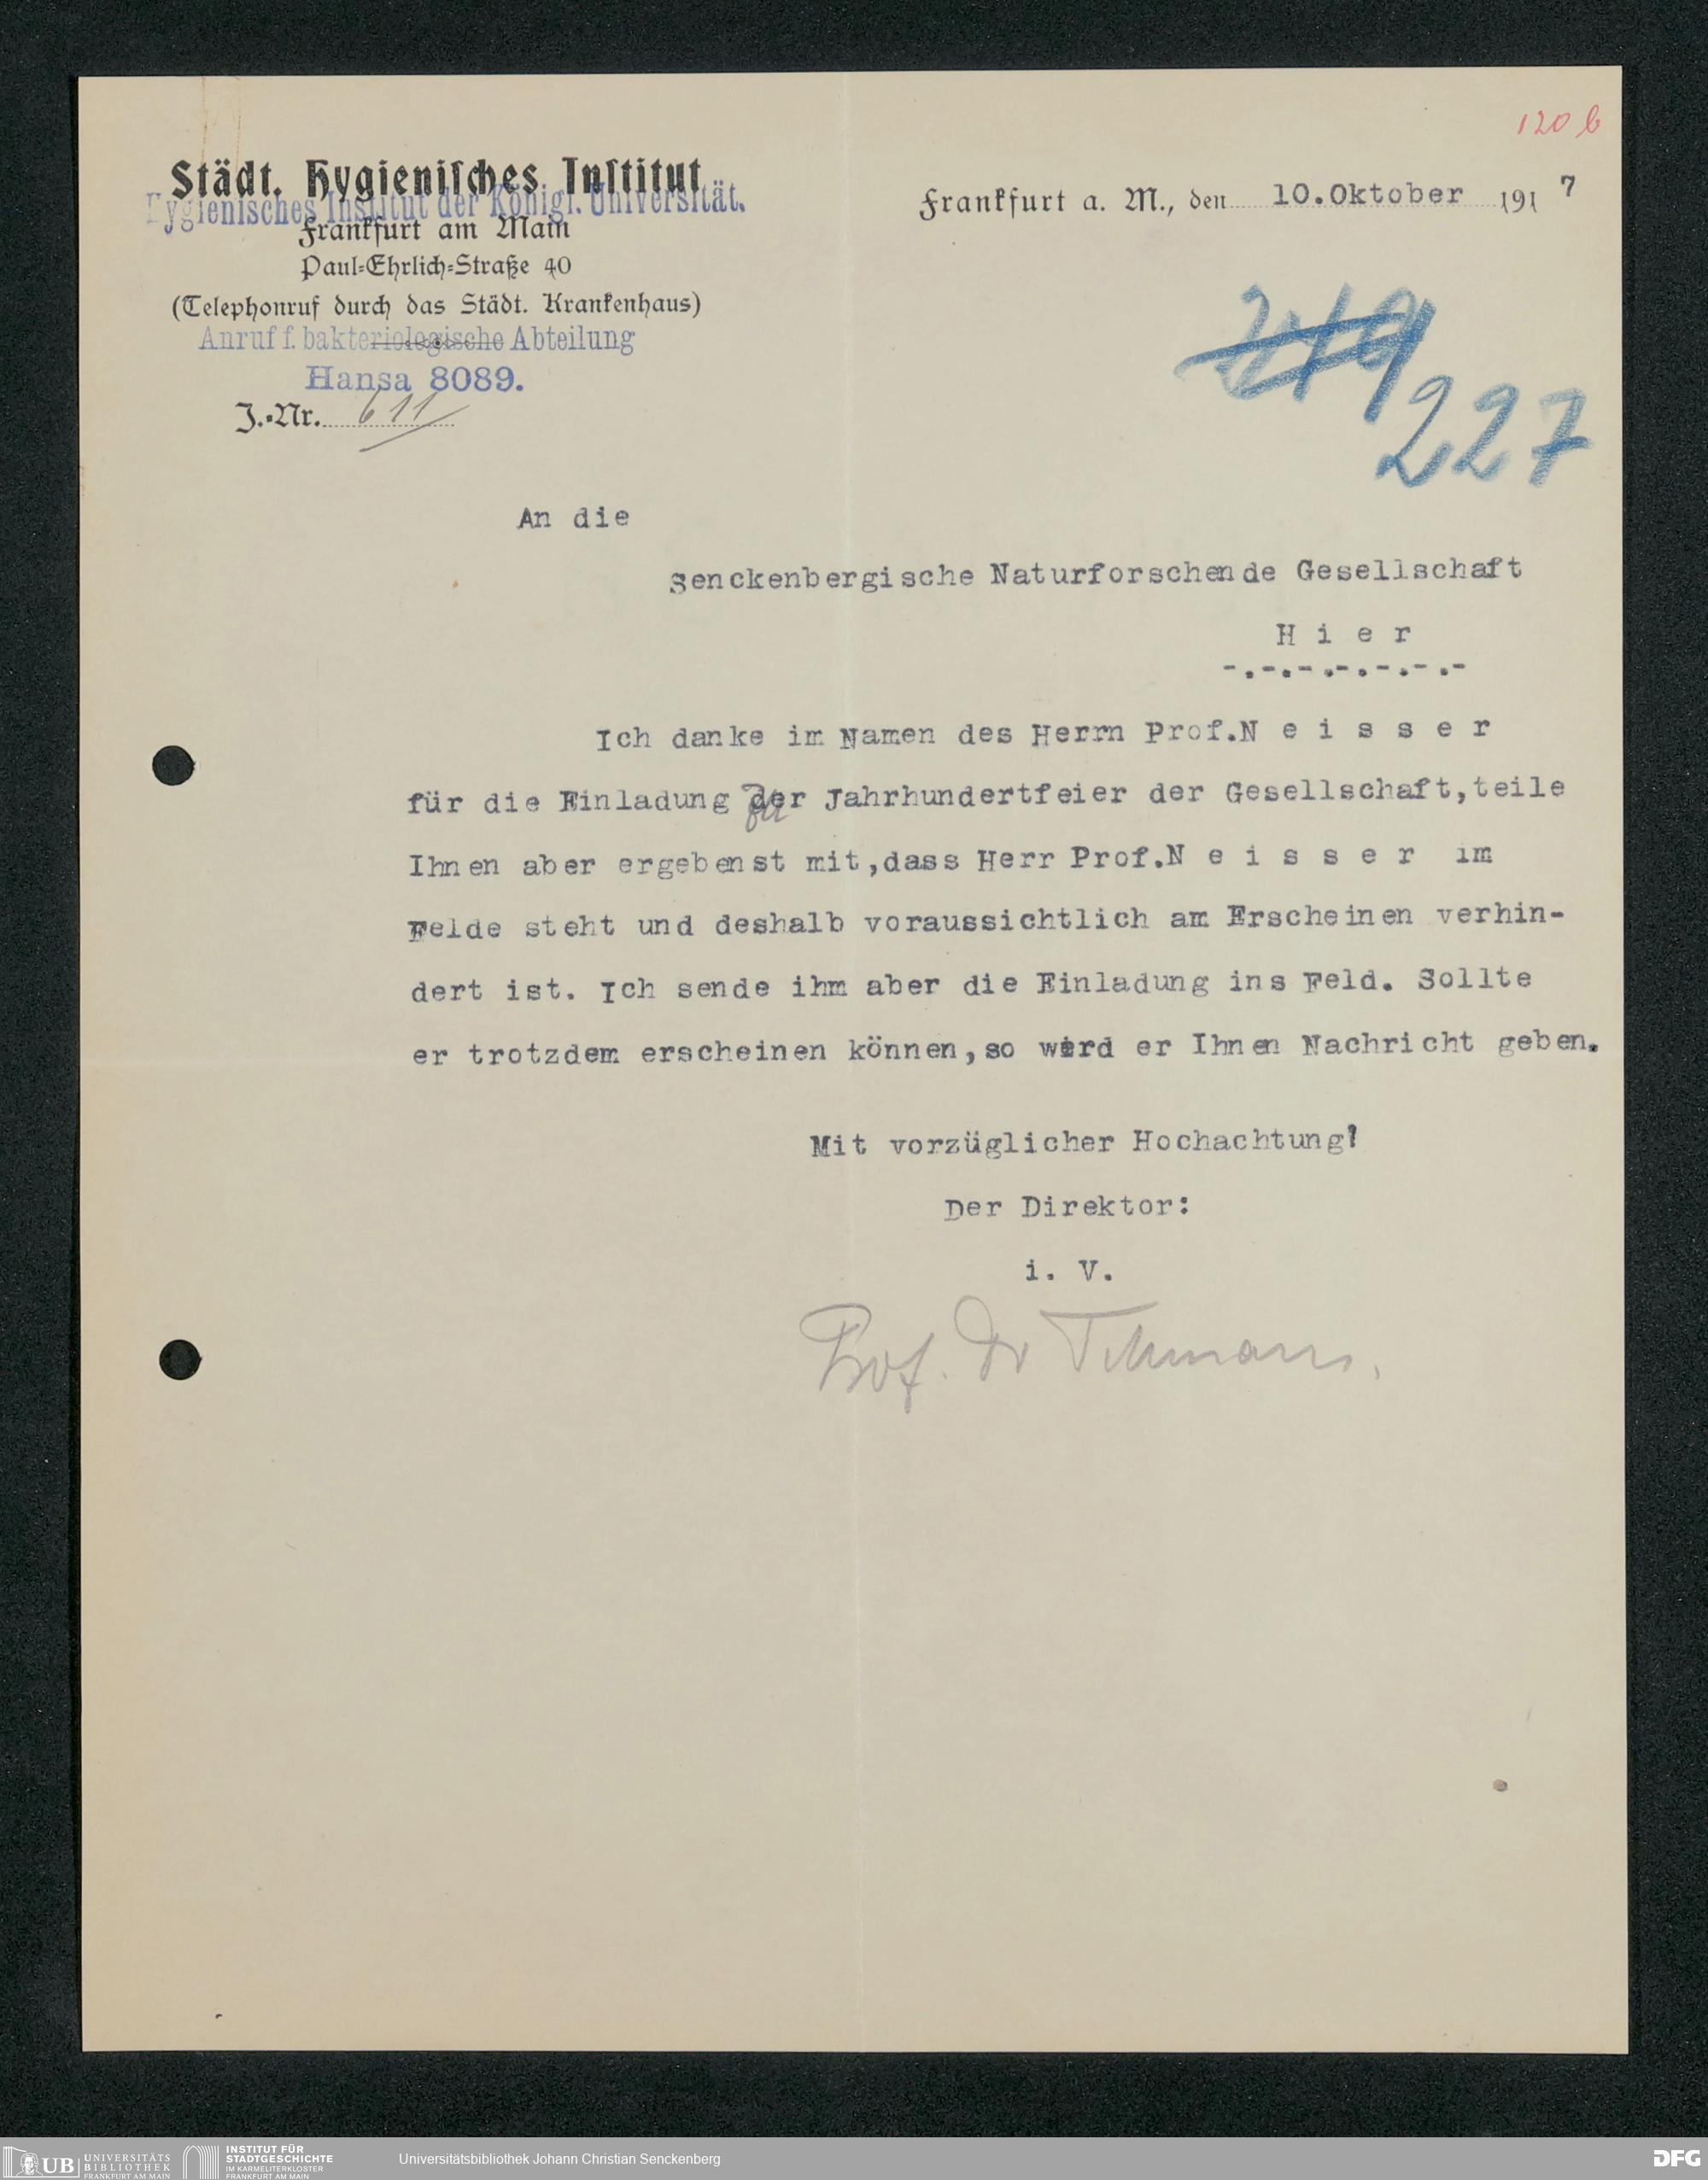 120 b
Städt. Hygienisches Institut
Hygienisches Institut der Königl. Universität.
Frankfurt am Main
Paul-Ehrlich-Straße 40
(Telephonruf durch das Städt. Krankenhaus)
Anruf f. bakteriologische Abteilung
Hansa 8089.
J.-Nr. 611
Frankfurt a. M., den 10.Oktober 1917
227
An die
Senckenbergische Naturforschende Gesellschaft
H i e r
-.-.-.-.-.-.-
Ich danke im Namen des Herrn Prof.N e i s s e r
für die Einladung zur Jahrhundertfeier der Gesellschaft,teile
Ihnen aber ergebenst mit,dass Herr Prof.N e i s s e r im
Felde steht und deshalb voraussichtlich am Erscheinen verhin-
dert ist. Ich sende ihm aber die Einladung ins Feld. Sollte
er trotzdem erscheinen können,so wird er Ihnen Nachricht geben.
Mit vorzüglicher Hochachtung!
Der Direktor:
i. V.
Prof. Dr
UB UNIVERSITÄTS
BIBLIOTHEK
FRANKFURT AM MAIN
INSTITUT FÜR
STADTGESCHICHTE
IM KARMELITERKLOSTER
FRANKFURT AM MAIN
Universitätsbibliothek Johann Christian Senckenberg
DFG